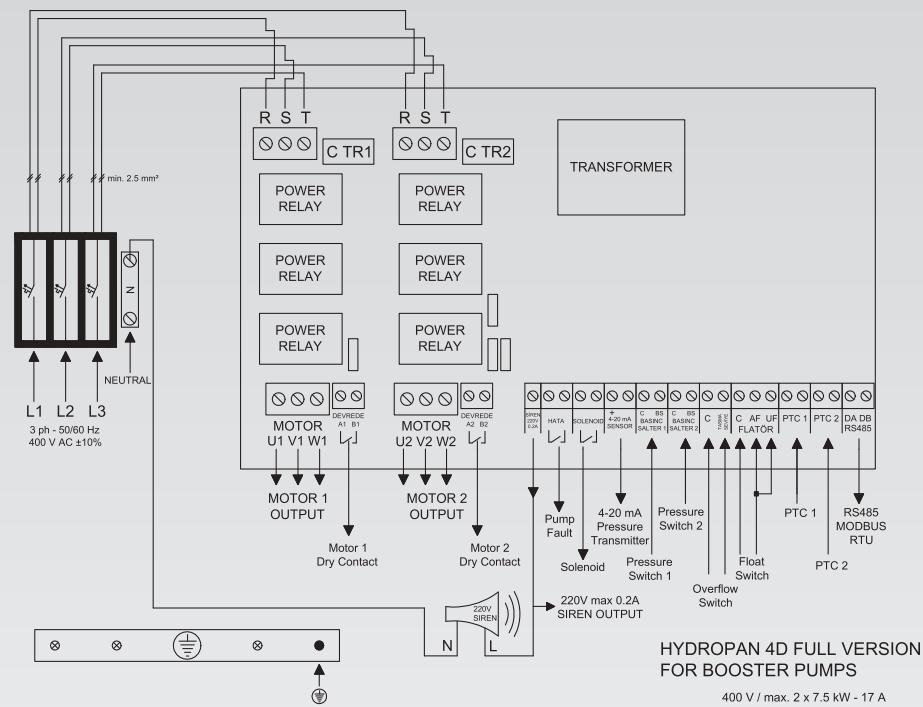 R S T
R S T
C TR1
C TR2
TRANSFORMER
min. 2.5 mm²
POWER
RELAY
POWER
RELAY
POWER
RELAY
POWER
RELAY
POWER
RELAY
POWER
RELAY
N
NEUTRAL
L1 L2 L3
3 ph - 50/60 Hz
400 V AC ±10%
MOTOR
U1 V1 W1
DEVREDE
A1 B1
MOTOR
U2 V2 W2
DEVREDE
A2 B2
SIREN
220V
0.2A
HATA
SOLENOID
+
4-20 mA
SENSOR
C BS
BASINC
SALTER 1
C BS
BASINC
SALTER 2
C
TASMA
SEVIYE
C AF UF
FLATÖR
PTC 1
PTC 2
DA DB
RS485
MOTOR 1
OUTPUT
Motor 1
Dry Contact
MOTOR 2
OUTPUT
Motor 2
Dry Contact
Pump
Fault
Solenoid
4-20 mA
Pressure
Transmitter
Pressure
Switch 1
Pressure
Switch 2
Overflow
Switch
Float
Switch
PTC 1
PTC 2
RS485
MODBUS
RTU
220V
SIREN
N
L
220V max 0.2A
SIREN OUTPUT
HYDROPAN 4D FULL VERSION
FOR BOOSTER PUMPS
400 V / max. 2 x 7.5 kW - 17 A